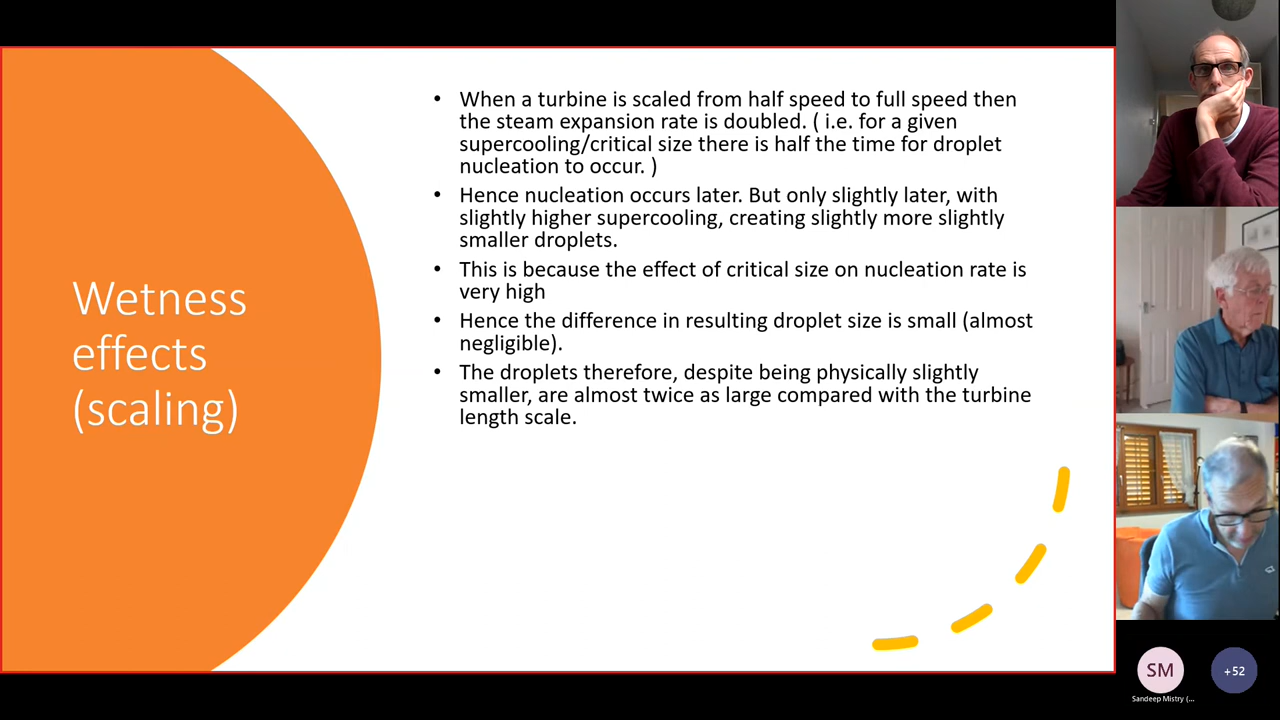 Wetness
effects
(scaling)
• When a turbine is scaled from half speed to full speed then
the steam expansion rate is doubled. ( i.e. for a given
supercooling/critical size there is half the time for droplet
nucleation to occur. )
• Hence nucleation occurs later. But only slightly later, with
slightly higher supercooling, creating slightly more slightly
smaller droplets.
• This is because the effect of critical size on nucleation rate is
very high
• Hence the difference in resulting droplet size is small (almost
negligible).
• The droplets therefore, despite being physically slightly
smaller, are almost twice as large compared with the turbine
length scale.
SM
+52
Sandeep Mistry (...